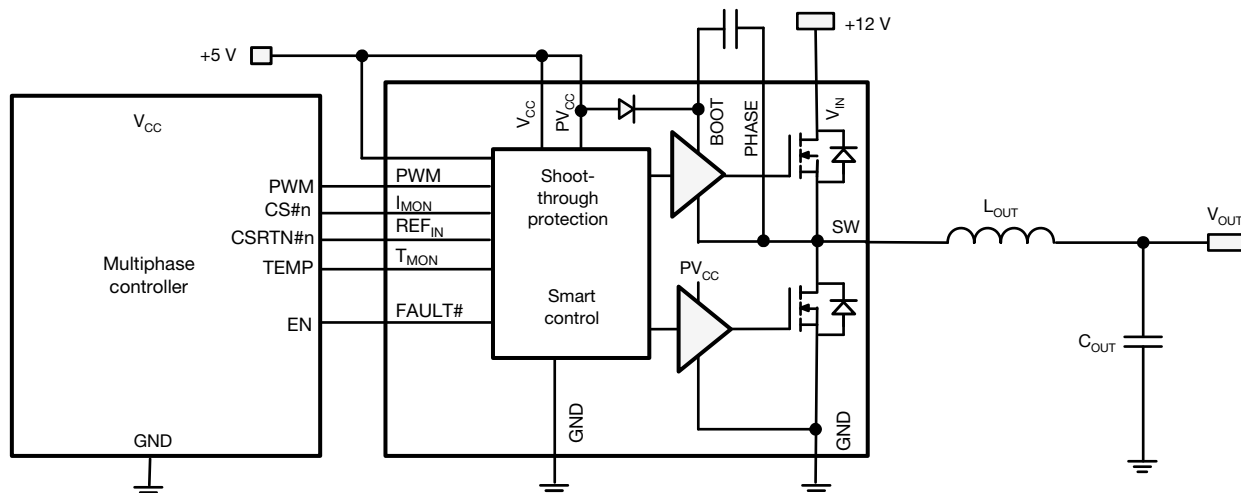 +5 V
+12 V
V_CC
PWM
CS#n
CSRTN#n
TEMP
EN
Multiphase
controller
GND
V_CC
PV_CC
BOOT
PHASE
V_IN
PWM
I_MON
REF_IN
T_MON
FAULT#
Shoot-
through
protection
Smart
control
PV_CC
SW
GND
GND
L_OUT
V_OUT
C_OUT